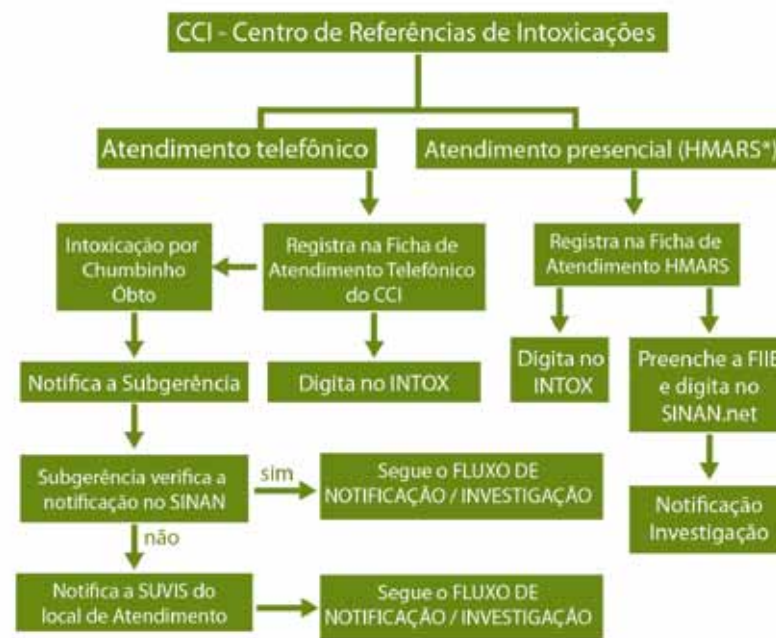 CCI - Centro de Referências de Intoxicações
Atendimento telefônico
Atendimento presencial (HMARS*)
Intoxicação por
Chumbinho
Óbto
Registra na Ficha de
Atendimento Telefônico
do CCI
Registra na Ficha de
Atendimento HMARS
Notifica a Subgerência
Digita no INTOX
Digita no
INTOX
Preenche a FIIE
e digita no
SINAN.net
Subgerência verifica a
notificação no SINAN
sim
Segue o FLUXO DE
NOTIFICAÇÃO / INVESTIGAÇÃO
Notificação
Investigação
não
Notifica a SUVIS do
local de Atendimento
Segue o FLUXO DE
NOTIFICAÇÃO / INVESTIGAÇÃO